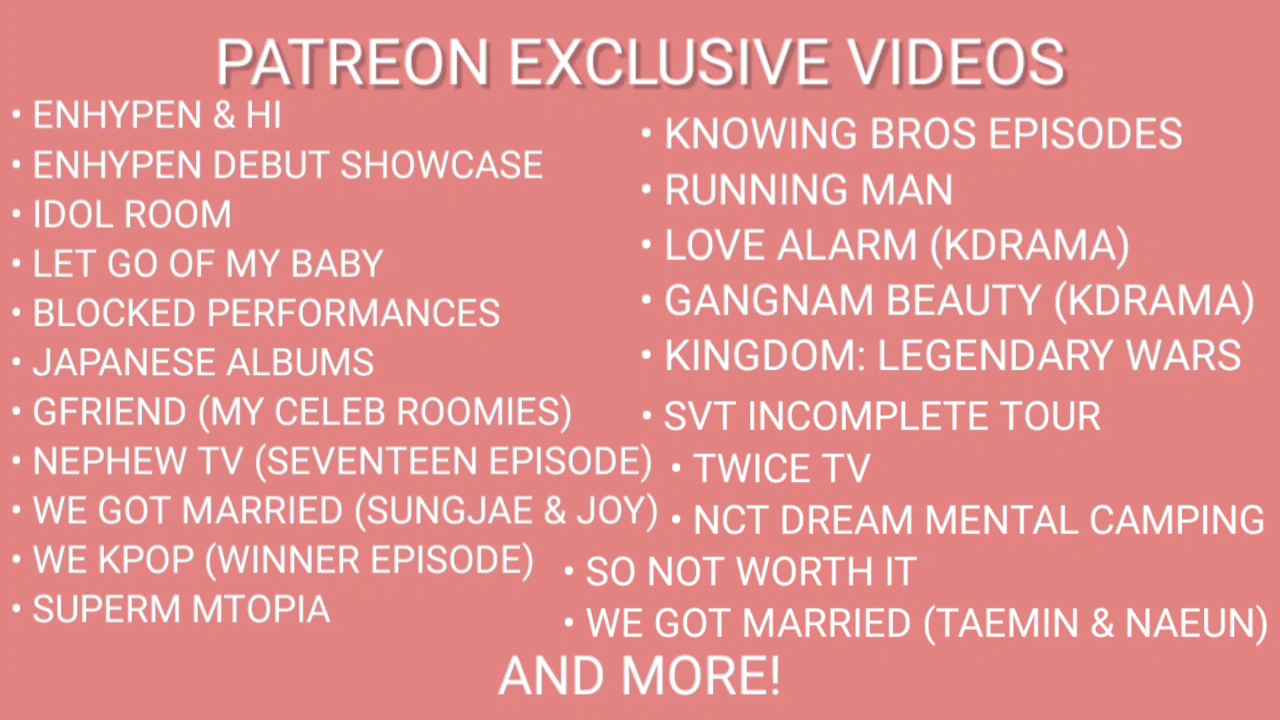 PATREON EXCLUSIVE VIDEOS
• ENHYPEN & HI
• ENHYPEN DEBUT SHOWCASE
• IDOL ROOM
• LET GO OF MY BABY
• BLOCKED PERFORMANCES
• JAPANESE ALBUMS
• GFRIEND (MY CELEB ROOMIES)
• NEPHEW TV (SEVENTEEN EPISODE)
• WE GOT MARRIED (SUNGJAE & JOY)
• WE KPOP (WINNER EPISODE)
• SUPERM MTOPIA
• KNOWING BROS EPISODES
• RUNNING MAN
• LOVE ALARM (KDRAMA)
• GANGNAM BEAUTY (KDRAMA)
• KINGDOM: LEGENDARY WARS
• SVT INCOMPLETE TOUR
• TWICE TV
• NCT DREAM MENTAL CAMPING
• SO NOT WORTH IT
• WE GOT MARRIED (TAEMIN & NAEUN)
AND MORE!